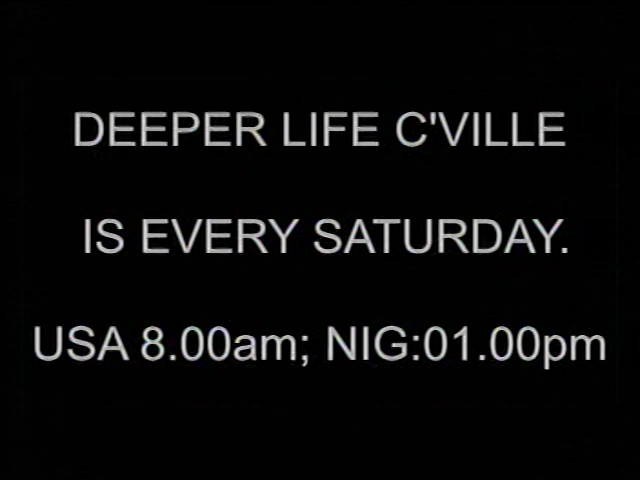 DEEPER LIFE C'VILLE
IS EVERY SATURDAY.
USA 8.00am; NIG:01.00pm